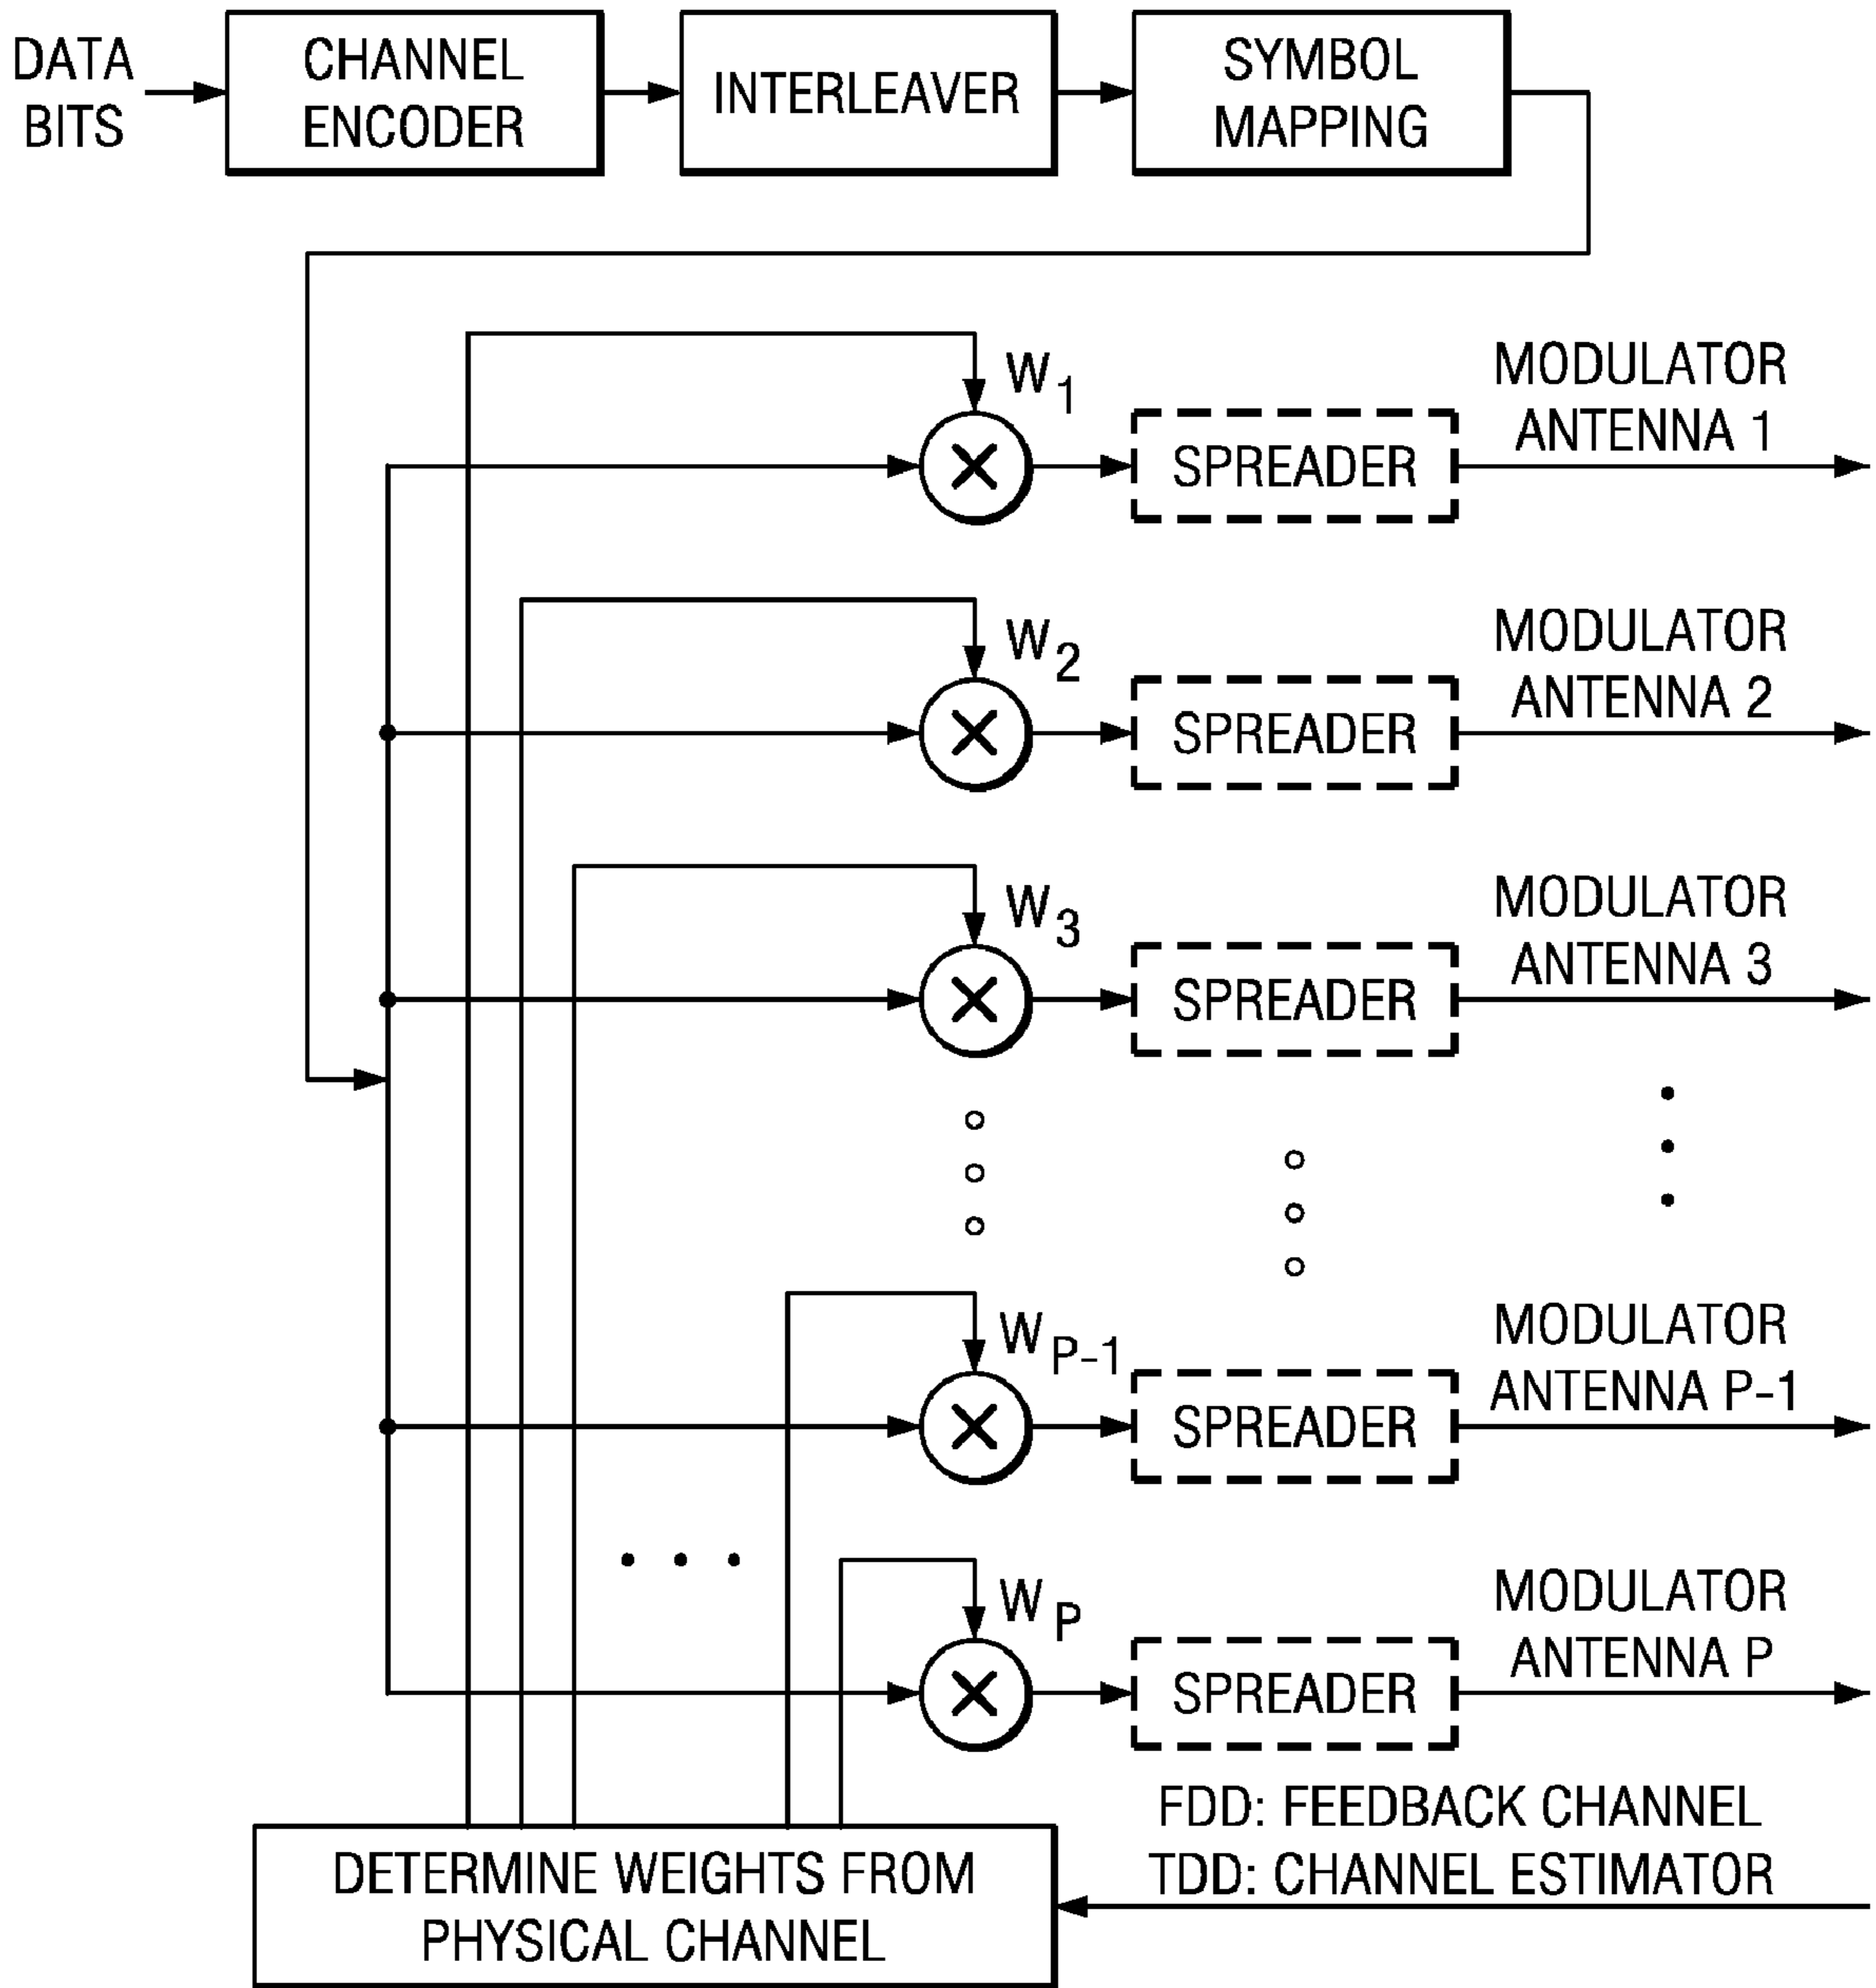 DATA
BITS
CHANNEL
ENCODER
INTERLEAVER
SYMBOL
MAPPING
W1
MODULATOR
ANTENNA 1
SPREADER
W2
MODULATOR
ANTENNA 2
SPREADER
W3
MODULATOR
ANTENNA 3
SPREADER
WP-1
MODULATOR
ANTENNA P-1
SPREADER
WP
MODULATOR
ANTENNA P
SPREADER
FDD: FEEDBACK CHANNEL
TDD: CHANNEL ESTIMATOR
DETERMINE WEIGHTS FROM
PHYSICAL CHANNEL